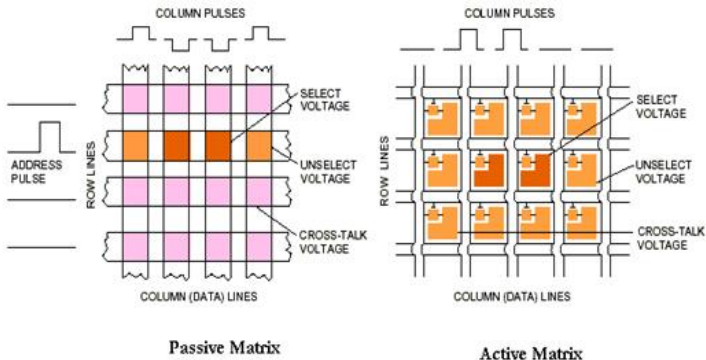 COLUMN PULSES
SELECT
VOLTAGE
ADDRESS
PULSE
ROW LINES
UNSELECT
VOLTAGE
CROSS-TALK
VOLTAGE
COLUMN (DATA) LINES
Passive Matrix
COLUMN PULSES
SELECT
VOLTAGE
ROW LINES
UNSELECT
VOLTAGE
CROSS-TALK
VOLTAGE
COLUMN (DATA) LINES
Active Matrix